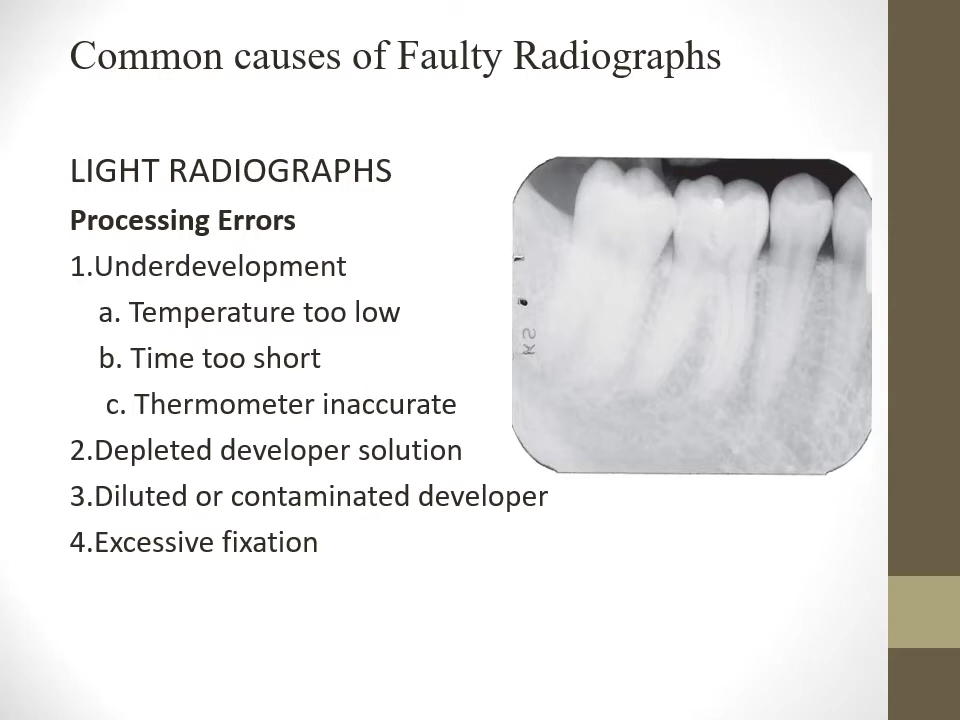 Common causes of Faulty Radiographs
LIGHT RADIOGRAPHS
Processing Errors
1.Underdevelopment
a. Temperature too low
b. Time too short
c. Thermometer inaccurate
2.Depleted developer solution
3.Diluted or contaminated developer
4.Excessive fixation